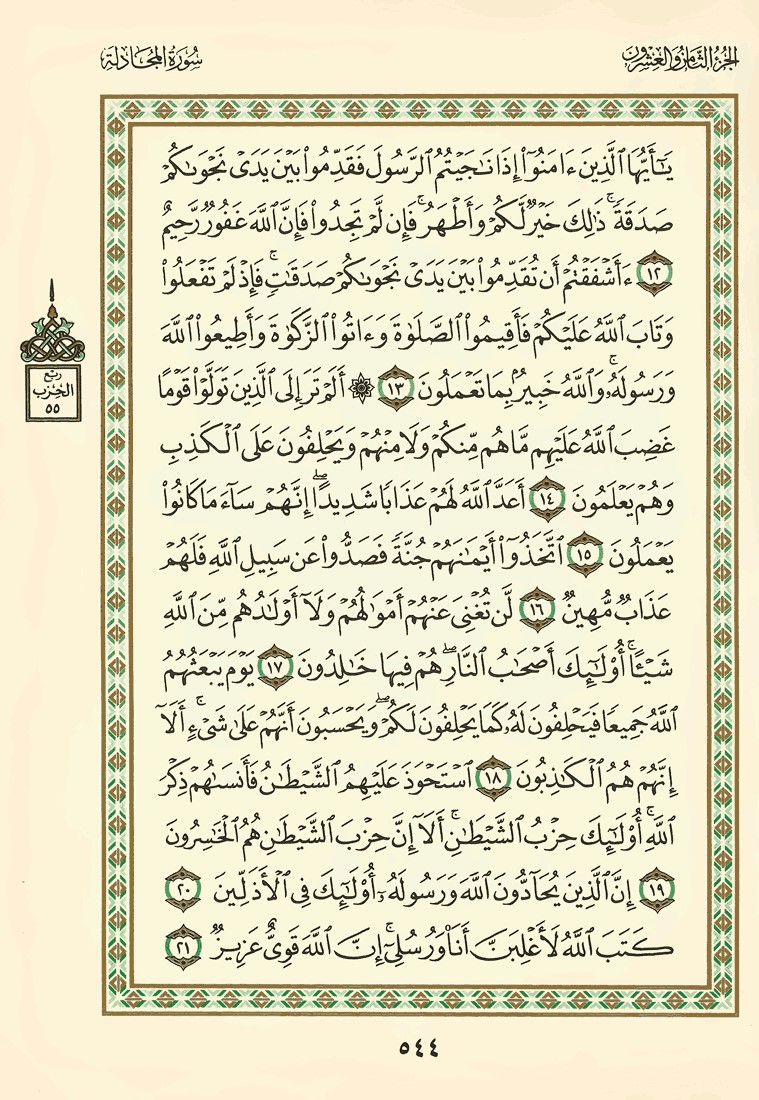 الجزء الثامن والعشرون
سورة المجادلة
يَٰٓأَيُّهَا ٱلَّذِينَ ءَامَنُوٓا۟ إِذَا نَٰجَيْتُمُ ٱلرَّسُولَ فَقَدِّمُوا۟ بَيْنَ يَدَىْ نَجْوَىٰكُمْ
صَدَقَةً ۚ ذَٰلِكَ خَيْرٌ لَّكُمْ وَأَطْهَرُ ۚ فَإِن لَّمْ تَجِدُوا۟ فَإِنَّ ٱللَّهَ غَفُورٌ رَّحِيمٌ
١٢ ءَأَشْفَقْتُمْ أَن تُقَدِّمُوا۟ بَيْنَ يَدَىْ نَجْوَىٰكُمْ صَدَقَٰتٍ ۚ فَإِذْ لَمْ تَفْعَلُوا۟
وَتَابَ ٱللَّهُ عَلَيْكُمْ فَأَقِيمُوا۟ ٱلصَّلَوٰةَ وَءَاتُوا۟ ٱلزَّكَوٰةَ وَأَطِيعُوا۟ ٱللَّهَ
وَرَسُولَهُۥ ۚ وَٱللَّهُ خَبِيرٌۢ بِمَا تَعْمَلُونَ ١٣ ۞ أَلَمْ تَرَ إِلَى ٱلَّذِينَ تَوَلَّوْا۟ قَوْمًا
غَضِبَ ٱللَّهُ عَلَيْهِم مَّا هُم مِّنكُمْ وَلَا مِنْهُمْ وَيَحْلِفُونَ عَلَى ٱلْكَذِبِ
وَهُمْ يَعْلَمُونَ ١٤ أَعَدَّ ٱللَّهُ لَهُمْ عَذَابًا شَدِيدًا ۖ إِنَّهُمْ سَآءَ مَا كَانُوا۟
يَعْمَلُونَ ١٥ ٱتَّخَذُوٓا۟ أَيْمَٰنَهُمْ جُنَّةً فَصَدُّوا۟ عَن سَبِيلِ ٱللَّهِ فَلَهُمْ
عَذَابٌ مُّهِينٌ ١٦ لَّن تُغْنِىَ عَنْهُمْ أَمْوَٰلُهُمْ وَلَآ أَوْلَٰدُهُم مِّنَ ٱللَّهِ
شَيْـًٔا ۚ أُو۟لَٰٓئِكَ أَصْحَٰبُ ٱلنَّارِ ۖ هُمْ فِيهَا خَٰلِدُونَ ١٧ يَوْمَ يَبْعَثُهُمُ
ٱللَّهُ جَمِيعًا فَيَحْلِفُونَ لَهُۥ كَمَا يَحْلِفُونَ لَكُمْ ۖ وَيَحْسَبُونَ أَنَّهُمْ عَلَىٰ شَىْءٍ ۚ أَلَآ
إِنَّهُمْ هُمُ ٱلْكَٰذِبُونَ ١٨ ٱسْتَحْوَذَ عَلَيْهِمُ ٱلشَّيْطَٰنُ فَأَنسَىٰهُمْ ذِكْرَ
ٱللَّهِ ۚ أُو۟لَٰٓئِكَ حِزْبُ ٱلشَّيْطَٰنِ ۚ أَلَآ إِنَّ حِزْبَ ٱلشَّيْطَٰنِ هُمُ ٱلْخَٰسِرُونَ
١٩ إِنَّ ٱلَّذِينَ يُحَآدُّونَ ٱللَّهَ وَرَسُولَهُۥٓ أُو۟لَٰٓئِكَ فِى ٱلْأَذَلِّينَ ٢٠
كَتَبَ ٱللَّهُ لَأَغْلِبَنَّ أَنَا۠ وَرُسُلِىٓ ۚ إِنَّ ٱللَّهَ قَوِىٌّ عَزِيزٌ ٢١
ربع
الحزب
٥٥
٥٤٤